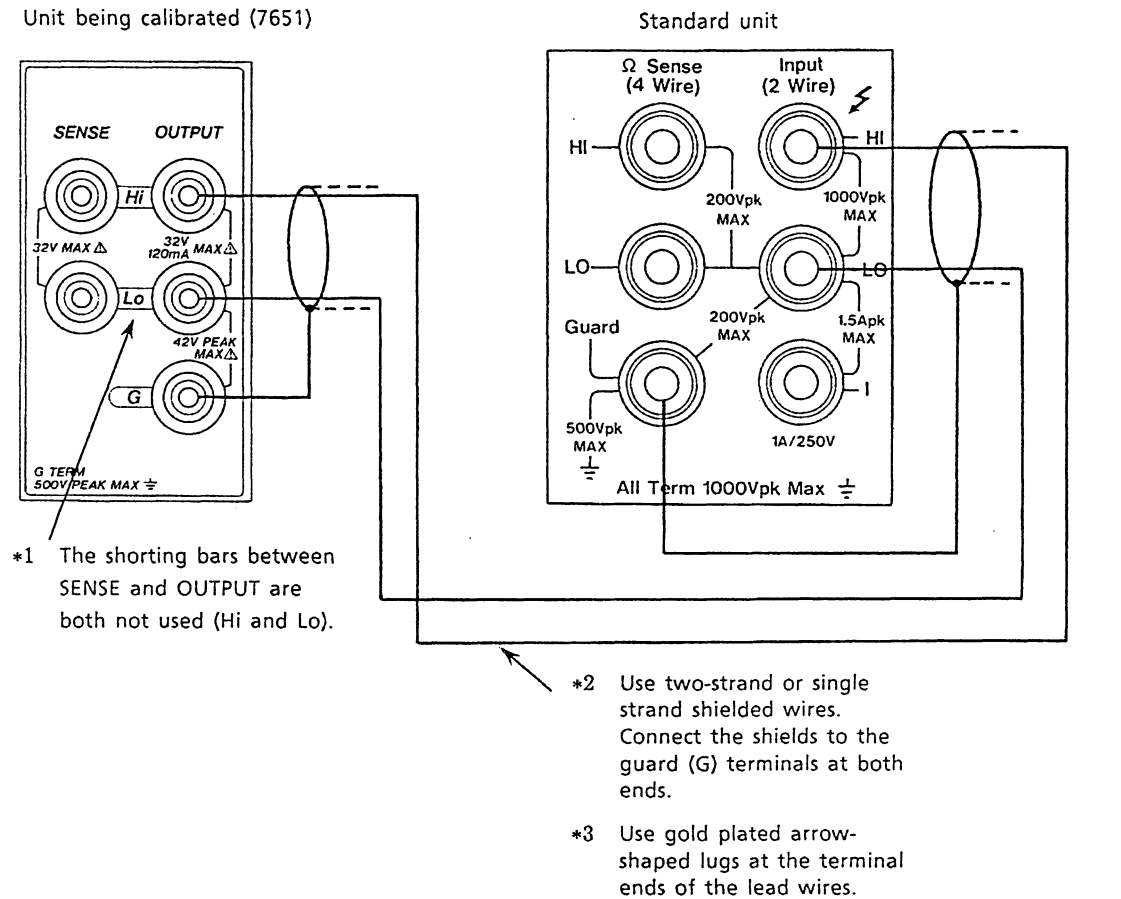 Unit being calibrated (7651)
SENSE OUTPUT
Hi
32V MAX ⚠ 32V 120mA MAX ⚠
Lo
42V PEAK
MAX ⚠
G
G TERM
500V PEAK MAX ⏚
Standard unit
Ω Sense
(4 Wire)
Input
(2 Wire)
HI
HI
200Vpk
MAX
1000Vpk
MAX
LO
LO
Guard
200Vpk
MAX
1.5Apk
MAX
I
500Vpk
MAX
⏚
1A/250V
All Term 1000Vpk Max ⏚
*1 The shorting bars between
SENSE and OUTPUT are
both not used (Hi and Lo).
*2 Use two-strand or single
strand shielded wires.
Connect the shields to the
guard (G) terminals at both
ends.
*3 Use gold plated arrow-
shaped lugs at the terminal
ends of the lead wires.